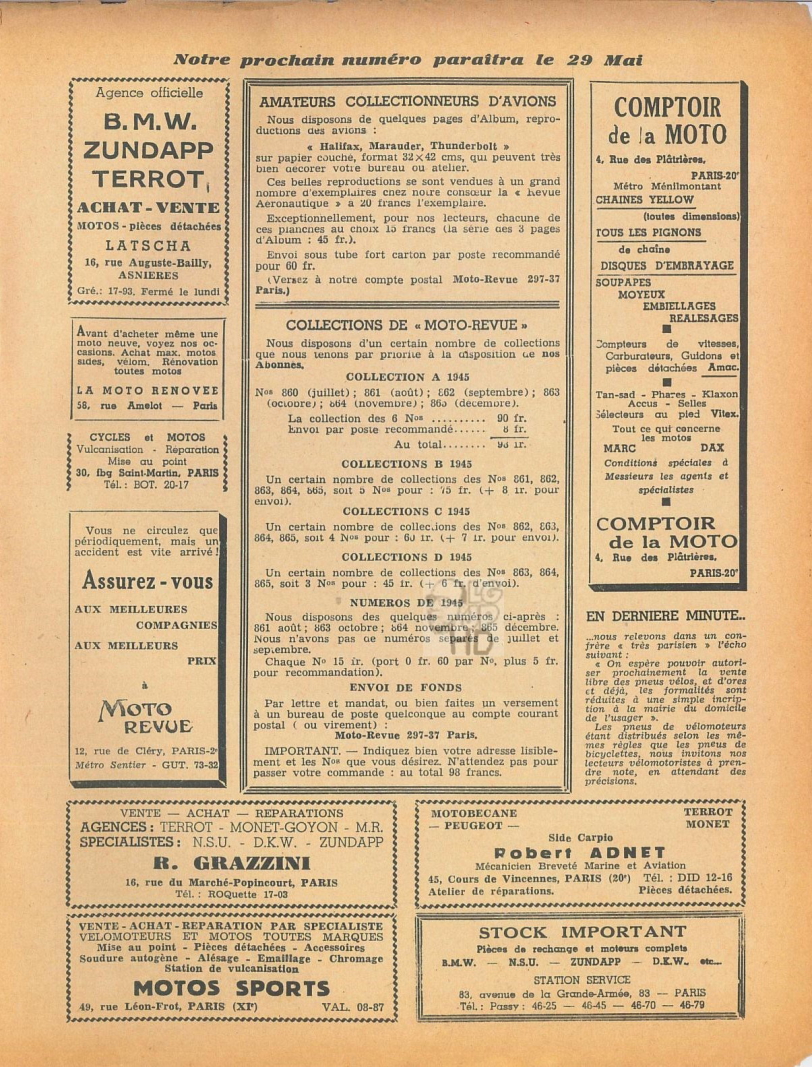 Notre prochain numéro paraîtra le 29 Mai
Agence officielle
B.M.W.
ZUNDAPP
TERROT
ACHAT - VENTE
MOTOS - pièces détachées
LATSCHA
16, rue Auguste-Bailly,
ASNIERES
Gré.: 17-93. Fermé le lundi
Avant d'acheter même une
moto neuve, voyez nos oc-
casions. Achat max. motos
sides, vélom. Rénovation
toutes motos
LA MOTO RENOVEE
58, rue Amelot — Paris
CYCLES et MOTOS
Vulcanisation - Réparation
Mise au point
30, fbg Saint-Martin, PARIS
Tél.: BOT. 20-17
Vous ne circulez que
périodiquement, mais un
accident est vite arrivé!
Assurez-vous
AUX MEILLEURES
COMPAGNIES
AUX MEILLEURS
PRIX
à
MOTO
REVUE
12, rue de Cléry, PARIS-2e
Métro Sentier - GUT. 73-32
AMATEURS COLLECTIONNEURS D'AVIONS
Nous disposons de quelques pages d'Album, repro-
ductions des avions :
« Halifax, Marauder, Thunderbolt »
sur papier couché, format 32×42 cms, qui peuvent très
bien décorer votre bureau ou atelier.
Ces belles reproductions se sont vendues à un grand
nombre d'exemplaires chez notre consœur la « Revue
Aeronautique » à 20 francs l'exemplaire.
Exceptionnellement, pour nos lecteurs, chacune de
ces planches au choix 15 francs (la série des 3 pages
d'Album : 45 fr.).
Envoi sous tube fort carton par poste recommandé
pour 60 fr.
(Versez à notre compte postal Moto-Revue 297-37
Paris.)
COLLECTIONS DE « MOTO-REVUE »
Nous disposons d'un certain nombre de collections
que nous tenons par priorité à la disposition de nos
Abonnés.
COLLECTION A 1945
Nos 860 (juillet); 861 (août); 862 (septembre); 863
(octobre); 864 (novembre); 865 (décembre).
La collection des 6 Nos .......... 90 fr.
Envoi par poste recommandé...... 8 fr.
Au total........ 98 fr.
COLLECTIONS B 1945
Un certain nombre de collections des Nos 861, 862,
863, 864, 865, soit 5 Nos pour : 75 fr. (+ 8 fr. pour
envoi).
COLLECTIONS C 1945
Un certain nombre de collections des Nos 862, 863,
864, 865, soit 4 Nos pour : 60 fr. (+ 7 fr. pour envoi).
COLLECTIONS D 1945
Un certain nombre de collections des Nos 863, 864,
865, soit 3 Nos pour : 45 fr. (+ 6 fr. d'envoi).
NUMEROS DE 1945
Nous disposons des quelques numéros ci-après :
861 août; 863 octobre; 864 novembre; 865 décembre.
Nous n'avons pas de numéros séparés de juillet et
septembre.
Chaque No 15 fr. (port 0 fr. 60 par No, plus 5 fr.
pour recommandation).
ENVOI DE FONDS
Par lettre et mandat, ou bien faites un versement
à un bureau de poste quelconque au compte courant
postal ( ou virement) :
Moto-Revue 297-37 Paris.
IMPORTANT. — Indiquez bien votre adresse lisible-
ment et les Nos que vous désirez. N'attendez pas pour
passer votre commande : au total 98 francs.
COMPTOIR
de la MOTO
4, Rue des Plâtrières,
PARIS-20e
Métro Ménilmontant
CHAINES YELLOW
(toutes dimensions)
TOUS LES PIGNONS
de chaîne
DISQUES D'EMBRAYAGE
SOUPAPES
MOYEUX
EMBIELLAGES
REALESAGES
Compteurs de vitesses,
Carburateurs, Guidons et
pièces détachées Amac.
Tan-sad - Phares - Klaxon
Accus - Selles
Sélecteurs au pied Vitex.
Tout ce qui concerne
les motos
MARC DAX
Conditions spéciales à
Messieurs les agents et
spécialistes
COMPTOIR
de la MOTO
4, Rue des Plâtrières,
PARIS-20e
EN DERNIERE MINUTE..
...nous relevons dans un con-
frère « très parisien » l'écho
suivant :
« On espère pouvoir autori-
ser prochainement la vente
libre des pneus vélos, et d'ores
et déjà, les formalités sont
réduites à une simple incrip-
tion à la mairie du domicile
de l'usager ».
Les pneus de vélomoteurs
étant distribués selon les mê-
mes règles que les pneus de
bicyclettes, nous invitons nos
lecteurs vélomotoristes à pren-
dre note, en attendant des
précisions.
VENTE — ACHAT — REPARATIONS
AGENCES : TERROT - MONET-GOYON - M.R.
SPECIALISTES : N.S.U. - D.K.W. - ZUNDAPP
R. GRAZZINI
16, rue du Marché-Popincourt, PARIS
Tél. : ROQuette 17-03
MOTOBECANE TERROT
— PEUGEOT — MONET
Side Carpio
Robert ADNET
Mécanicien Breveté Marine et Aviation
45, Cours de Vincennes, PARIS (20e) Tél. : DID 12-16
Atelier de réparations. Pièces détachées.
VENTE - ACHAT - REPARATION PAR SPECIALISTE
VELOMOTEURS ET MOTOS TOUTES MARQUES
Mise au point - Pièces détachées - Accessoires
Soudure autogène - Alésage - Emaillage - Chromage
Station de vulcanisation
MOTOS SPORTS
49, rue Léon-Frot, PARIS (XIe) VAL. 08-87
STOCK IMPORTANT
Pièces de rechange et moteurs complets
B.M.W. — N.S.U. — ZUNDAPP — D.K.W., etc...
STATION SERVICE
83, avenue de la Grande-Armée, 83 — PARIS
Tél.: Passy : 46-25 — 46-45 — 46-70 — 46-79